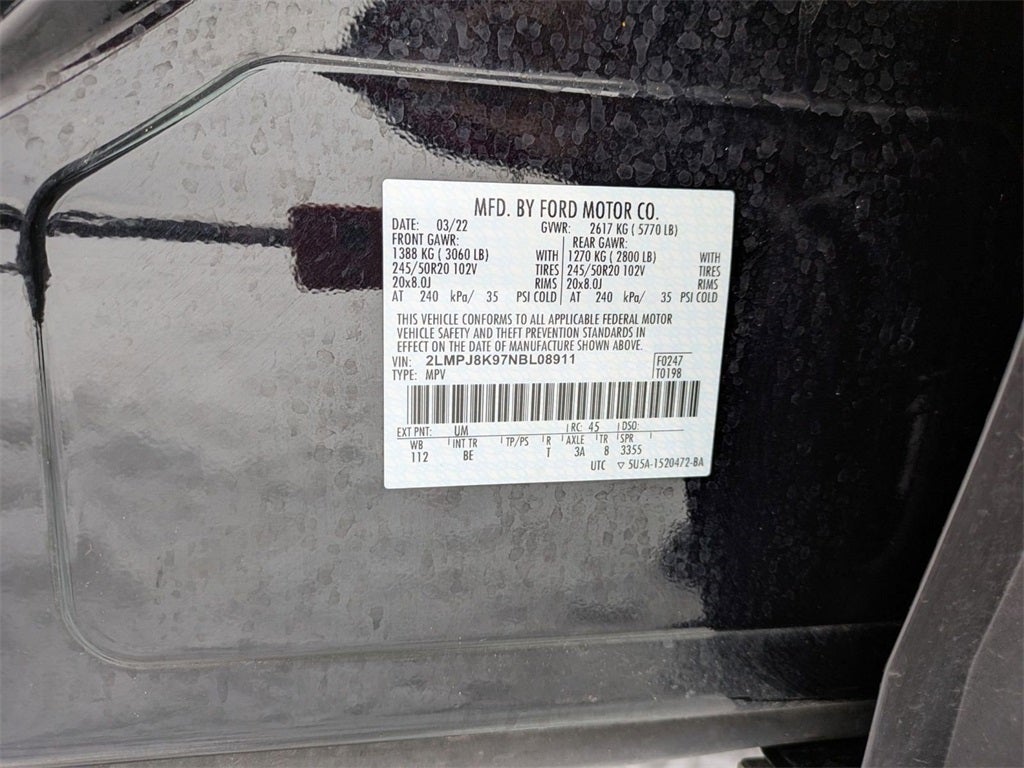 MFD. BY FORD MOTOR CO.
DATE: 03/22 GVWR: 2617 KG ( 5770 LB)
FRONT GAWR: REAR GAWR:
1388 KG ( 3060 LB) WITH 1270 KG ( 2800 LB) WITH
245/50R20 102V TIRES 245/50R20 102V TIRES
20x8.0J RIMS 20x8.0J RIMS
AT 240 kPa/ 35 PSI COLD AT 240 kPa/ 35 PSI COLD
THIS VEHICLE CONFORMS TO ALL APPLICABLE FEDERAL MOTOR
VEHICLE SAFETY AND THEFT PREVENTION STANDARDS IN
EFFECT ON THE DATE OF MANUFACTURE SHOWN ABOVE.
VIN: 2LMPJ8K97NBL08911 F0247
TYPE: MPV T0198
EXT PNT: UM RC: 45 DSO:
WB INT TR TP/PS R AXLE TR SPR
112 BE T 3A 8 3355
UTC ▽ 5U5A-1520472-BA